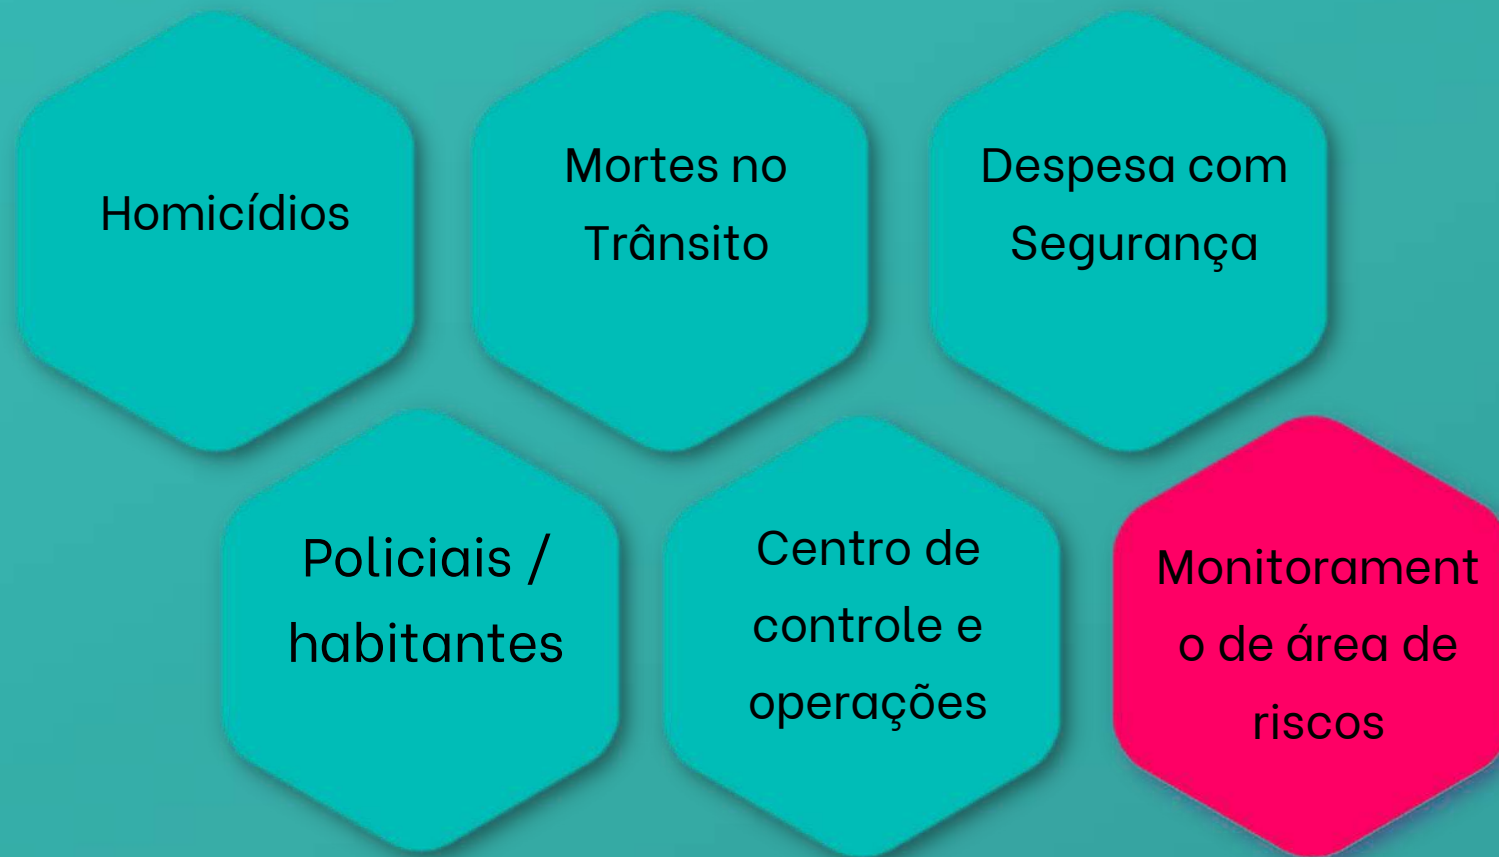 Homicídios
Mortes no
Trânsito
Despesa com
Segurança
Policiais /
habitantes
Centro de
controle e
operações
Monitorament
o de área de
riscos